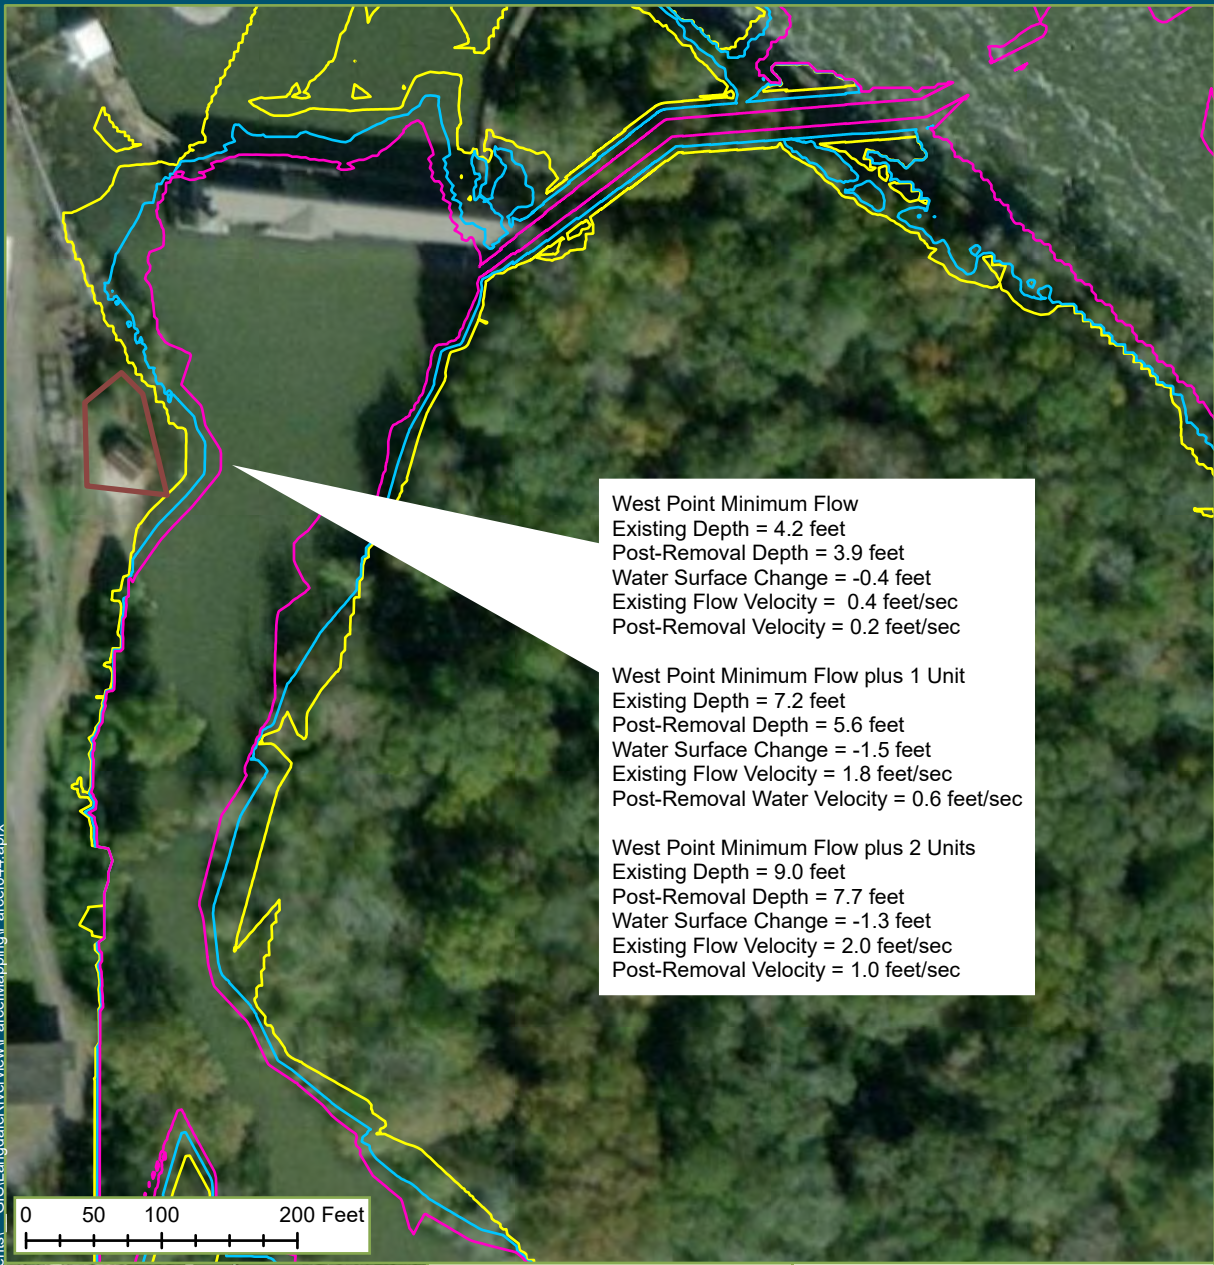 West Point Minimum Flow
Existing Depth = 4.2 feet
Post-Removal Depth = 3.9 feet
Water Surface Change = -0.4 feet
Existing Flow Velocity =  0.4 feet/sec
Post-Removal Velocity = 0.2 feet/sec
West Point Minimum Flow plus 1 Unit
Existing Depth = 7.2 feet
Post-Removal Depth = 5.6 feet
Water Surface Change = -1.5 feet
Existing Flow Velocity = 1.8 feet/sec
Post-Removal Water Velocity = 0.6 feet/sec
West Point Minimum Flow plus 2 Units
Existing Depth = 9.0 feet
Post-Removal Depth = 7.7 feet
Water Surface Change = -1.3 feet
Existing Flow Velocity = 2.0 feet/sec
Post-Removal Velocity = 1.0 feet/sec
0 50 100 200 Feet